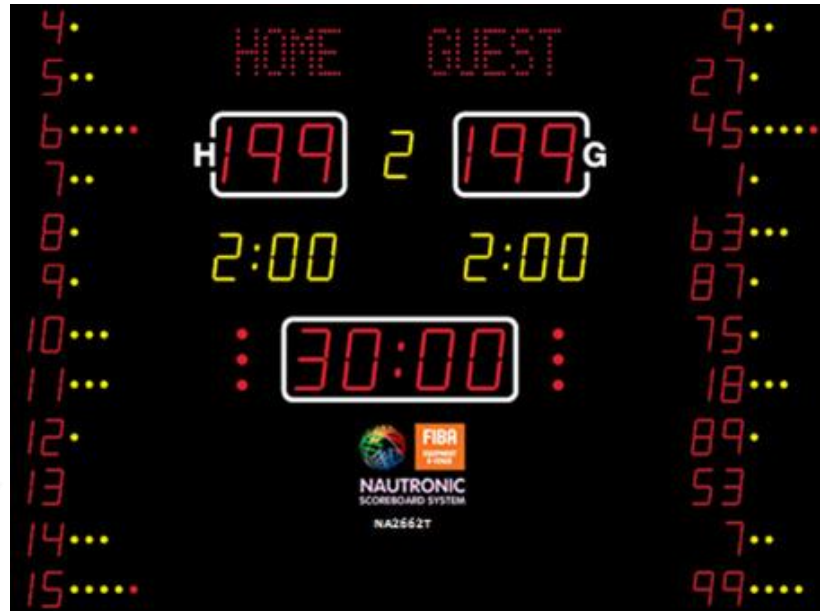 4 HOME GUEST 9
5 27
6 H 199 2 199 G 45
7 1
8 2:00 2:00 63
9 87
10 30:00 75
11 18
12 FIBA 89
EQUIPMENT
NAUTRONIC
13 SCOREBOARD SYSTEM 53
NA2662T
14 7
15 99